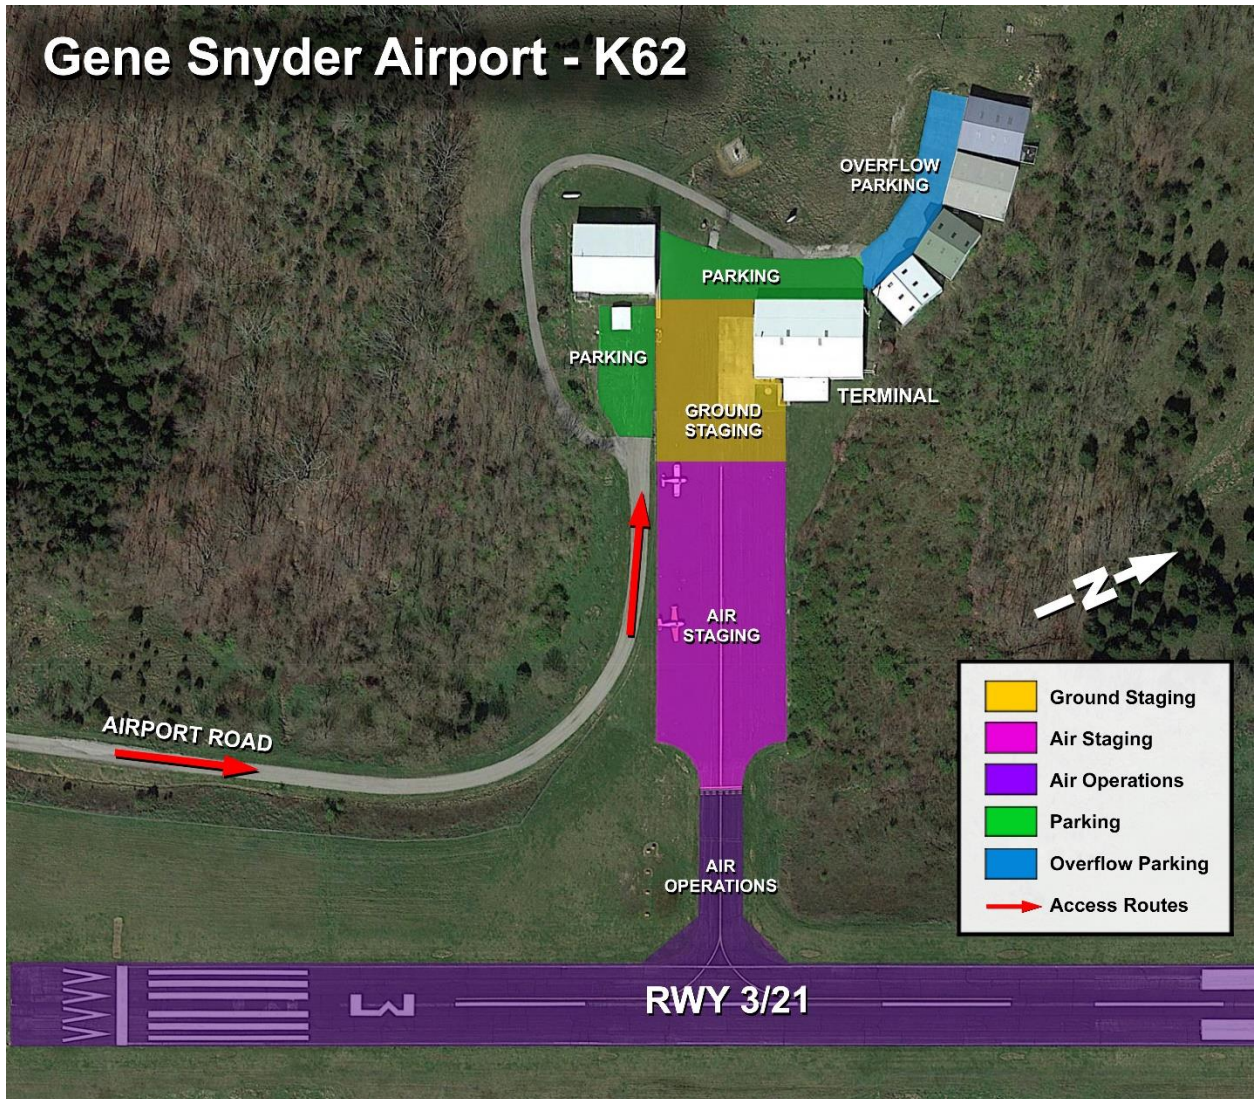 Gene Snyder Airport - K62
OVERFLOW
PARKING
PARKING
PARKING
TERMINAL
GROUND
STAGING
N
AIR
STAGING
AIRPORT ROAD
Ground Staging
Air Staging
Air Operations
Parking
Overflow Parking
Access Routes
AIR
OPERATIONS
3
RWY 3/21